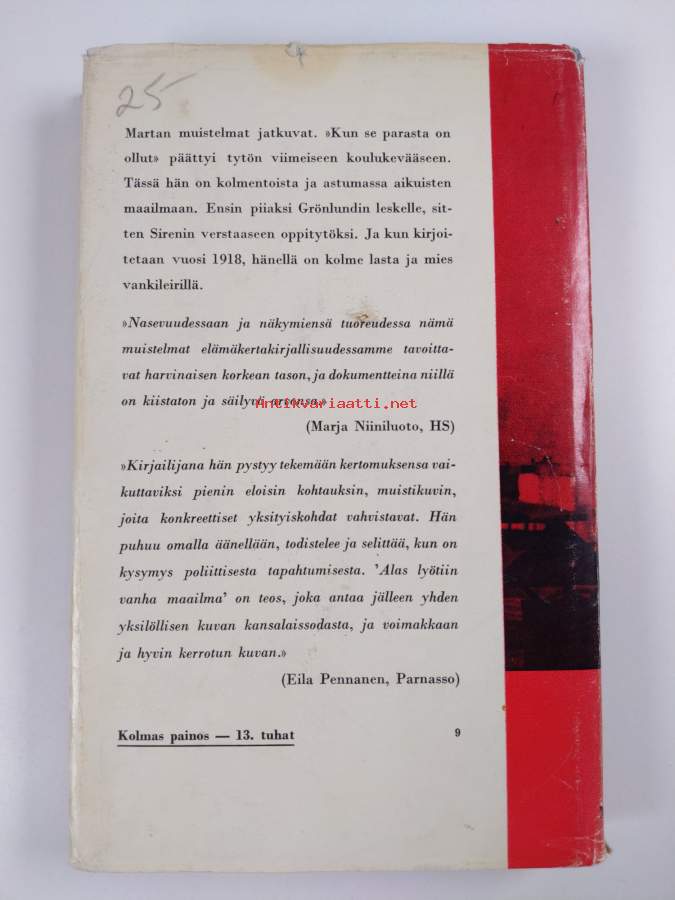 25
Martan muistelmat jatkuvat. »Kun se parasta on
ollut» päättyi tytön viimeiseen koulukevääseen.
Tässä hän on kolmentoista ja astumassa aikuisten
maailmaan. Ensin piiaksi Grönlundin leskelle, sit-
ten Sirenin verstaaseen oppitytöksi. Ja kun kirjoi-
tetaan vuosi 1918, hänellä on kolme lasta ja mies
vankileirillä.
»Nasevuudessaan ja näkymiensä tuoreudessa nämä
muistelmat elämäkertakirjallisuudessamme tavoitta-
vat harvinaisen korkean tason, ja dokumentteina niillä
on kiistaton ja säilyvä arvonsa.»
Antikvariaatti.net
(Marja Niiniluoto, HS)
»Kirjailijana hän pystyy tekemään kertomuksensa vai-
kuttaviksi pienin eloisin kohtauksin, muistikuvin,
joita konkreettiset yksityiskohdat vahvistavat. Hän
puhuu omalla äänellään, todistelee ja selittää, kun on
kysymys poliittisesta tapahtumisesta. 'Alas lyötiin
vanha maailma' on teos, joka antaa jälleen yhden
yksilöllisen kuvan kansalaissodasta, ja voimakkaan
ja hyvin kerrotun kuvan.»
(Eila Pennanen, Parnasso)
Kolmas painos — 13. tuhat 9